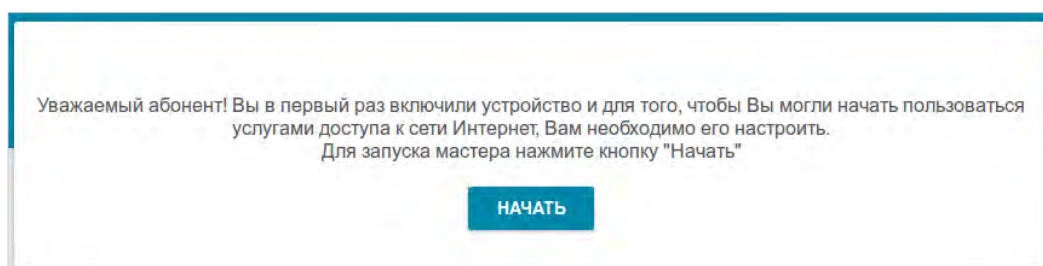 Уважаемый абонент! Вы в первый раз включили устройство и для того, чтобы Вы могли начать пользоваться
услугами доступа к сети Интернет, Вам необходимо его настроить.
Для запуска мастера нажмите кнопку "Начать"
НАЧАТЬ